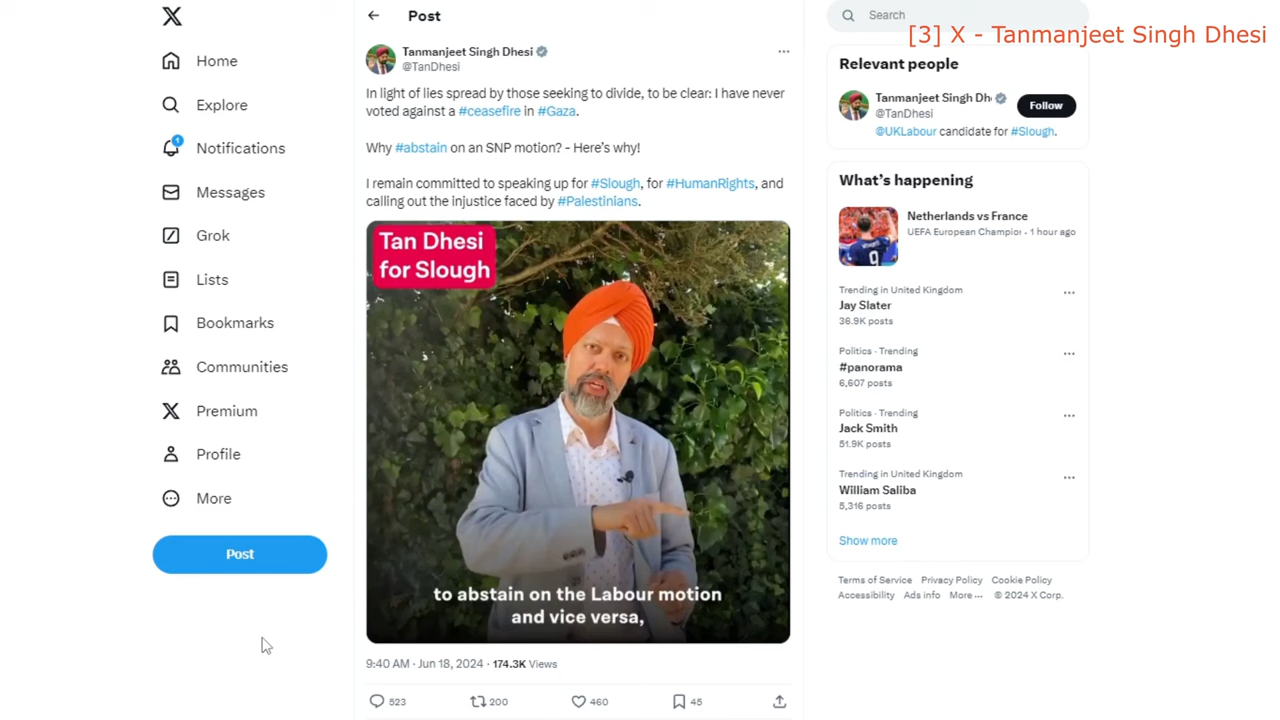 Post
Search
[3] X - Tanmanjeet Singh Dhesi
Home
Explore
1
Notifications
Messages
Grok
Lists
Bookmarks
Communities
Premium
Profile
More
Post
Tanmanjeet Singh Dhesi
@TanDhesi
In light of lies spread by those seeking to divide, to be clear: I have never
voted against a #ceasefire in #Gaza.
Why #abstain on an SNP motion? - Here's why!
I remain committed to speaking up for #Slough, for #HumanRights, and
calling out the injustice faced by #Palestinians.
Tan Dhesi
for Slough
to abstain on the Labour motion
and vice versa,
9:40 AM · Jun 18, 2024 · 174.3K Views
523
200
460
45
Relevant people
Tanmanjeet Singh Dh
@TanDhesi
Follow
@UKLabour candidate for #Slough.
What's happening
Netherlands vs France
UEFA European Champio · 1 hour ago
9
Trending in United Kingdom
Jay Slater
36.9K posts
Politics · Trending
#panorama
6,607 posts
Politics · Trending
Jack Smith
51.9K posts
Trending in United Kingdom
William Saliba
5,316 posts
Show more
Terms of Service Privacy Policy Cookie Policy
Accessibility Ads info More ··· © 2024 X Corp.